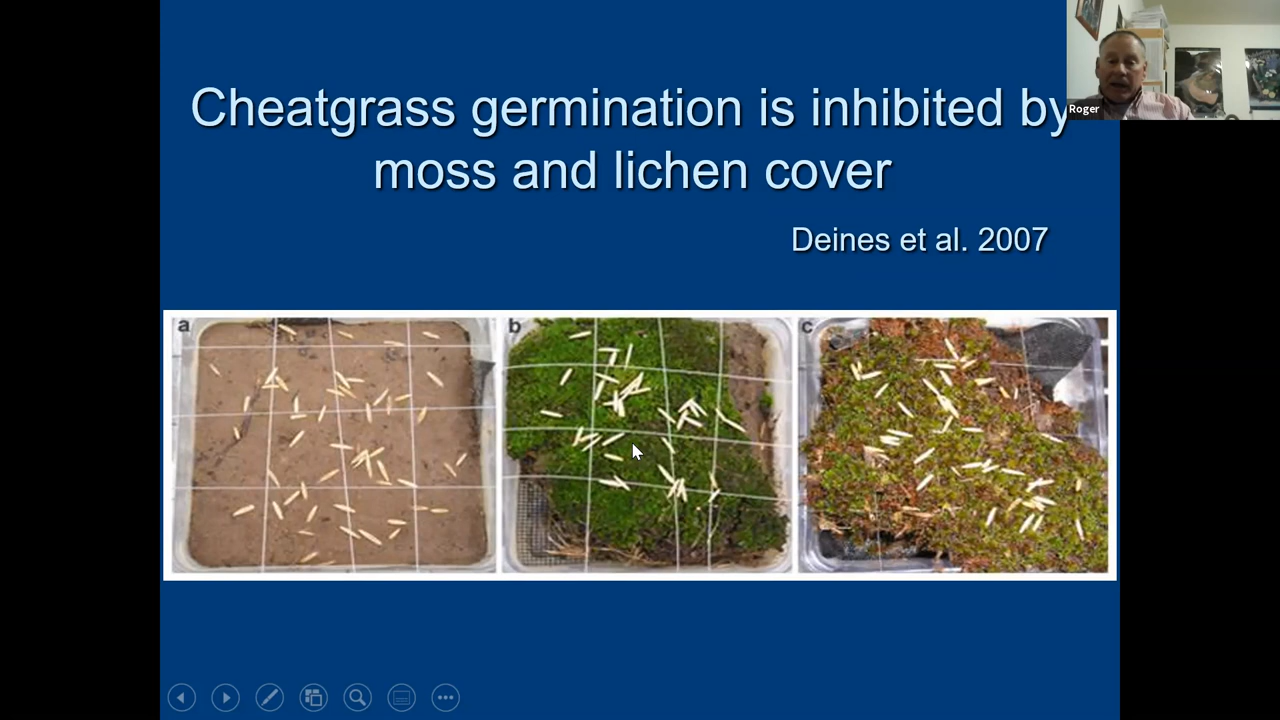 Cheatgrass germination is inhibited by
moss and lichen cover
Deines et al. 2007
a
b
c
Roger